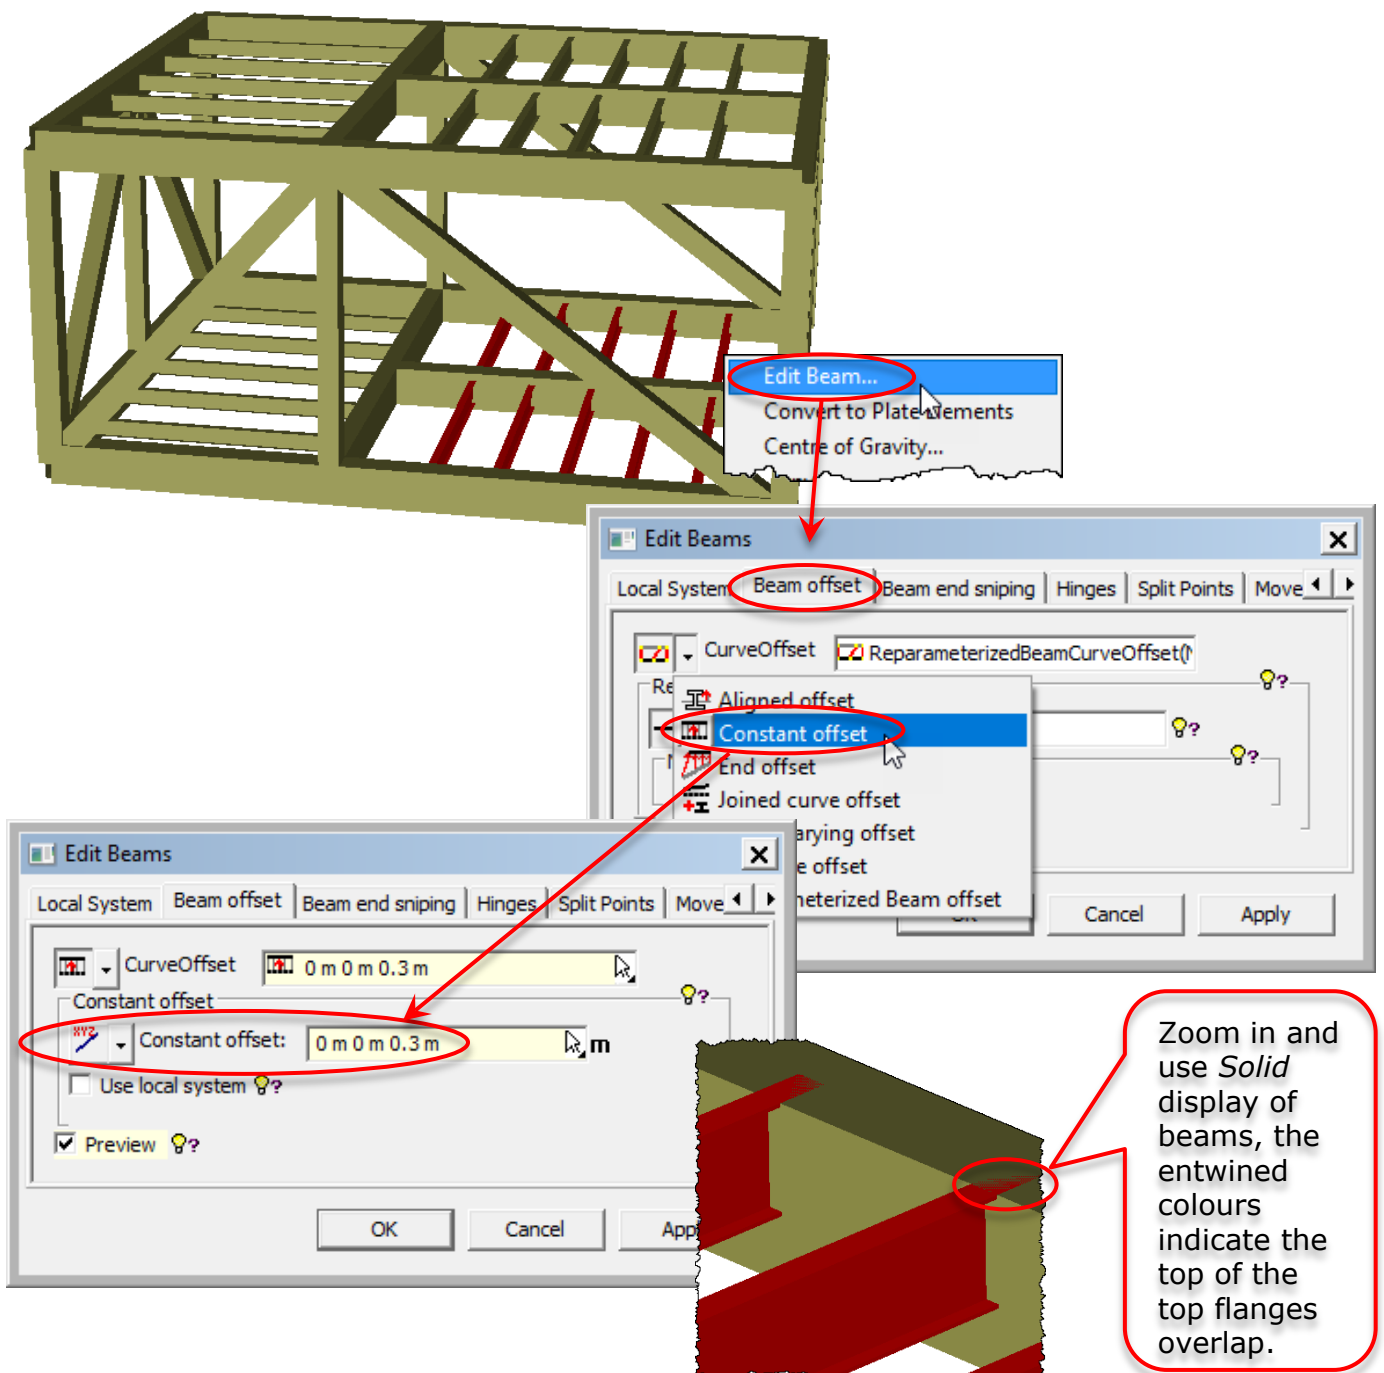 Edit Beam...
Convert to Plate Elements
Centre of Gravity...
Edit Beams
Local System Beam offset Beam end sniping Hinges Split Points Move
CurveOffset ReparameterizedBeamCurveOffset(
Re
Aligned offset
Constant offset
End offset
Joined curve offset
arying offset
e offset
meterized Beam offset
Cancel Apply
Edit Beams
Local System Beam offset Beam end sniping Hinges Split Points Move
CurveOffset 0 m 0 m 0.3 m
Constant offset
XYZ Constant offset: 0 m 0 m 0.3 m m
Use local system
Preview
OK Cancel App
Zoom in and
use Solid
display of
beams, the
entwined
colours
indicate the
top of the
top flanges
overlap.